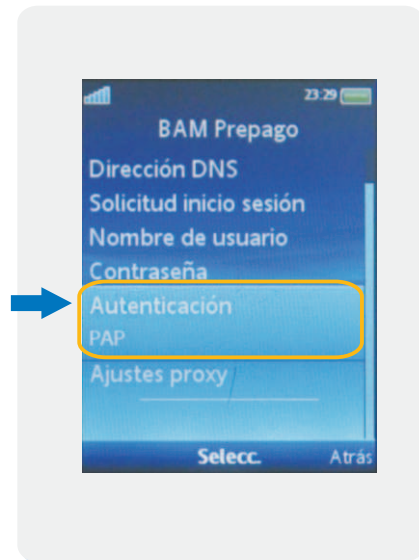 23:29
BAM Prepago
Dirección DNS
Solicitud inicio sesión
Nombre de usuario
Contraseña
Autenticación
PAP
Ajustes proxy
Selecc. Atrás